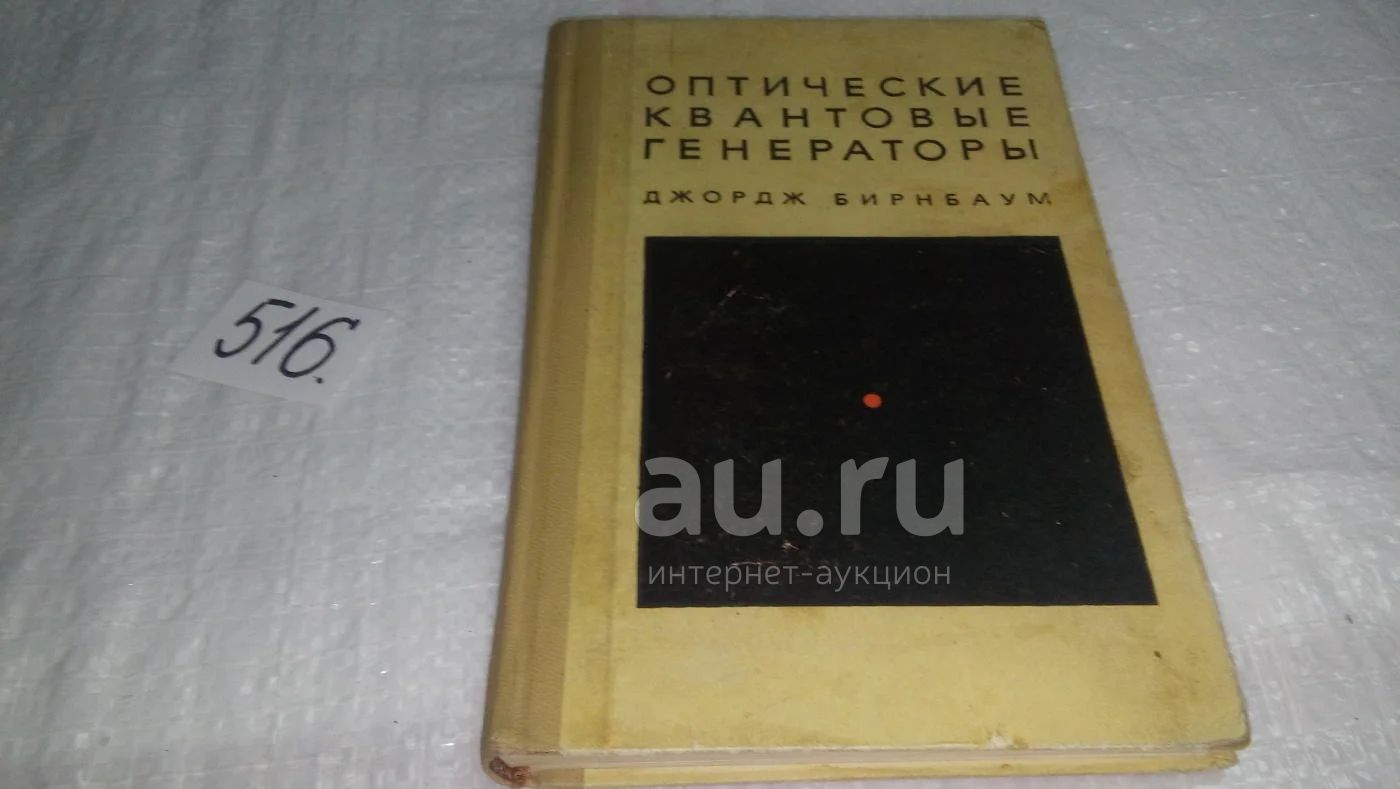 ОПТИЧЕСКИЕ
КВАНТОВЫЕ
ГЕНЕРАТОРЫ
ДЖОРДЖ БИРНБАУМ
516.
au.ru
интернет-аукцион